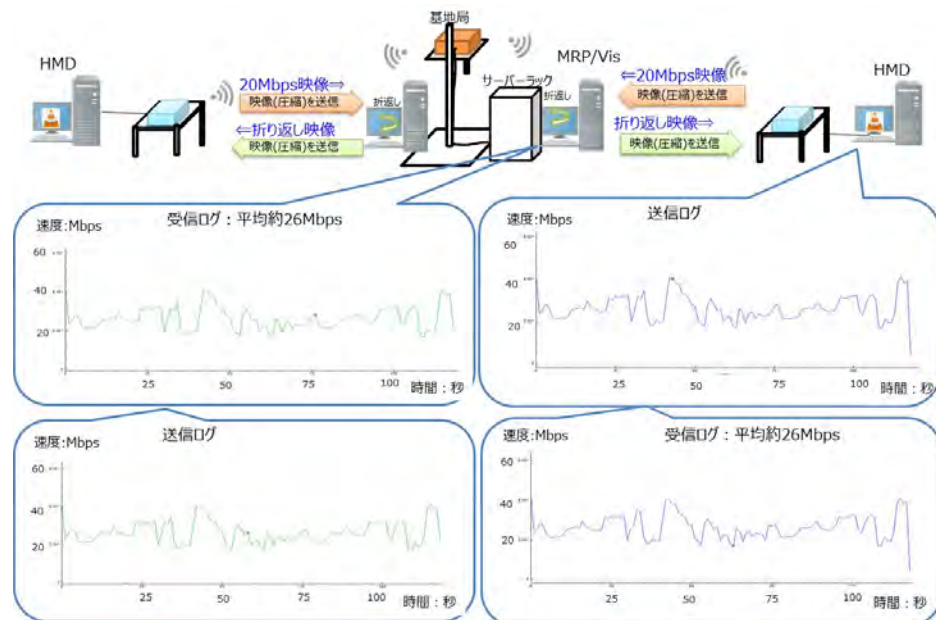 基地局
HMD
MRP/Vis
HMD
サーバーラック
20Mbps映像⇒
映像(圧縮)を送信
⇐折り返し映像
映像(圧縮)を送信
折返し
折返し
⇐20Mbps映像
映像(圧縮)を送信
折り返し映像⇒
映像(圧縮)を送信
速度:Mbps
受信ログ：平均約26Mbps
60
40
20
25
50
75
100
時間：秒
速度:Mbps
送信ログ
60
40
20
25
50
75
100
時間：秒
速度:Mbps
送信ログ
60
40
20
25
50
75
100
時間：秒
速度:Mbps
受信ログ：平均約26Mbps
60
40
20
25
50
75
100
時間：秒